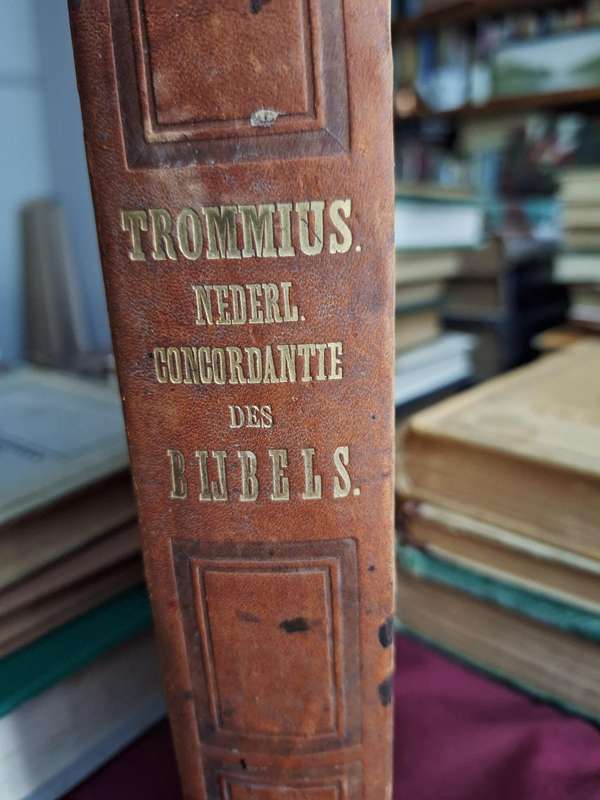 TROMMIUS.
NEDERL.
CONCORDANTIE
DES
BIJBELS.